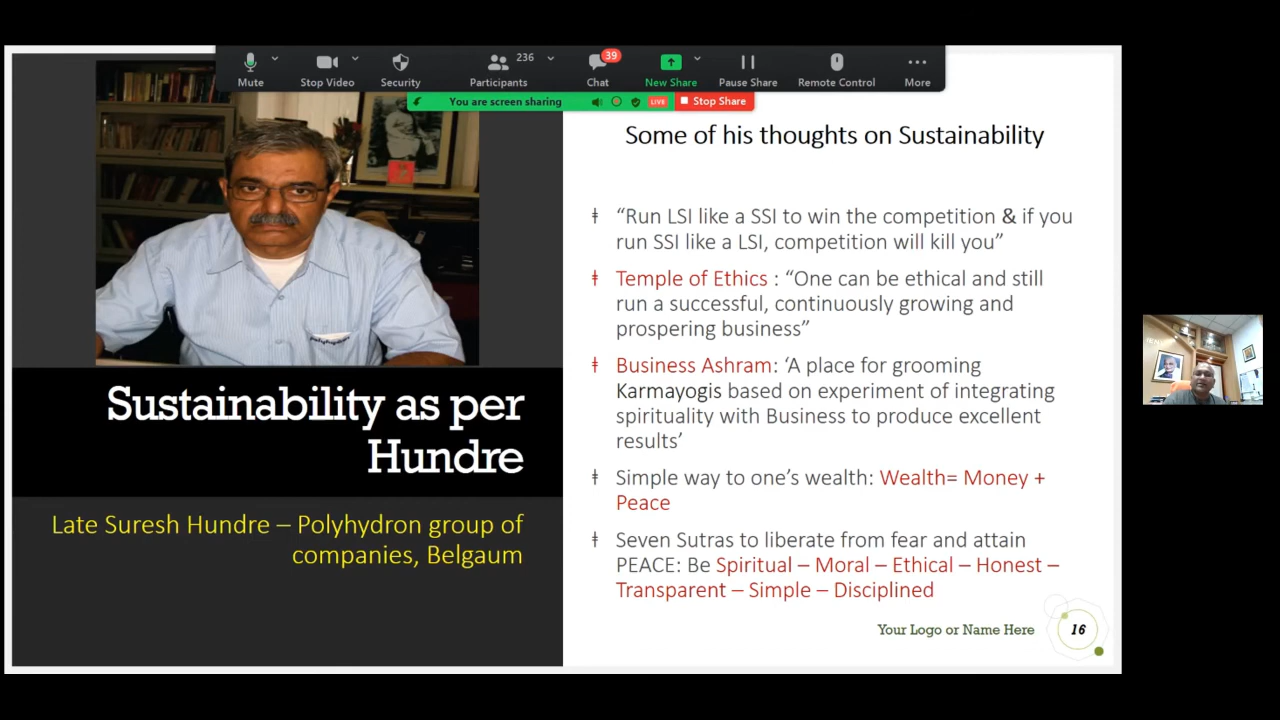 236
39
Mute
Stop Video
Security
Participants
Chat
New Share
Pause Share
Remote Control
More
You are screen sharing
LIVE
Stop Share
Some of his thoughts on Sustainability
“Run LSI like a SSI to win the competition & if you
run SSI like a LSI, competition will kill you”
Temple of Ethics : “One can be ethical and still
run a successful, continuously growing and
prospering business”
Business Ashram: ‘A place for grooming
Karmayogis based on experiment of integrating
spirituality with Business to produce excellent
results’
Simple way to one’s wealth: Wealth= Money +
Peace
Seven Sutras to liberate from fear and attain
PEACE: Be Spiritual – Moral – Ethical – Honest –
Transparent – Simple – Disciplined
Sustainability as per
Hundre
Late Suresh Hundre – Polyhydron group of
companies, Belgaum
Your Logo or Name Here
16